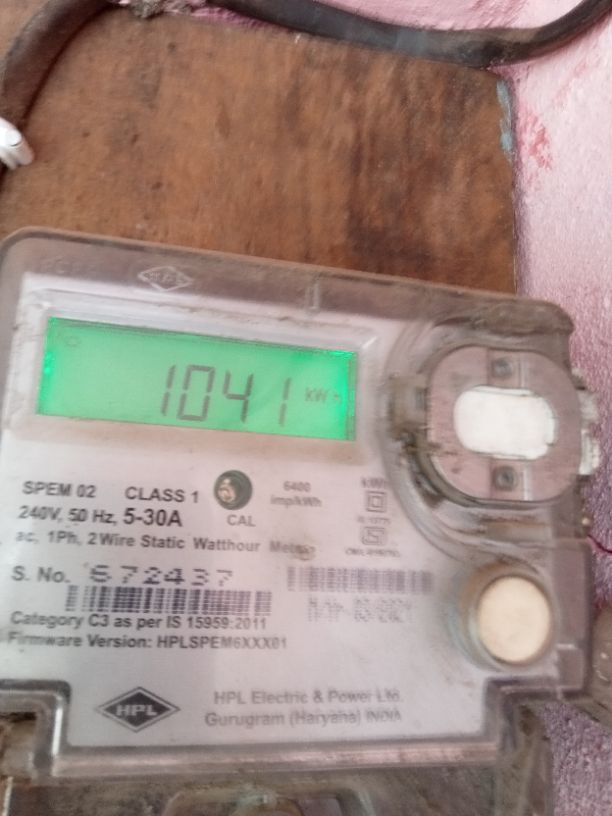 1041 kWh
SPEM 02 CLASS 1 6400 imp/kWh kWh
240V, 50 Hz, 5-30A CAL
ac, 1Ph, 2Wire Static Watthour Meter
S. No. 672437
Category C3 as per IS 15959:2011
Firmware Version: HPLSPEM6XXX01
HPL
HPL Electric & Power Ltd.
Gurugram (Haryana) INDIA